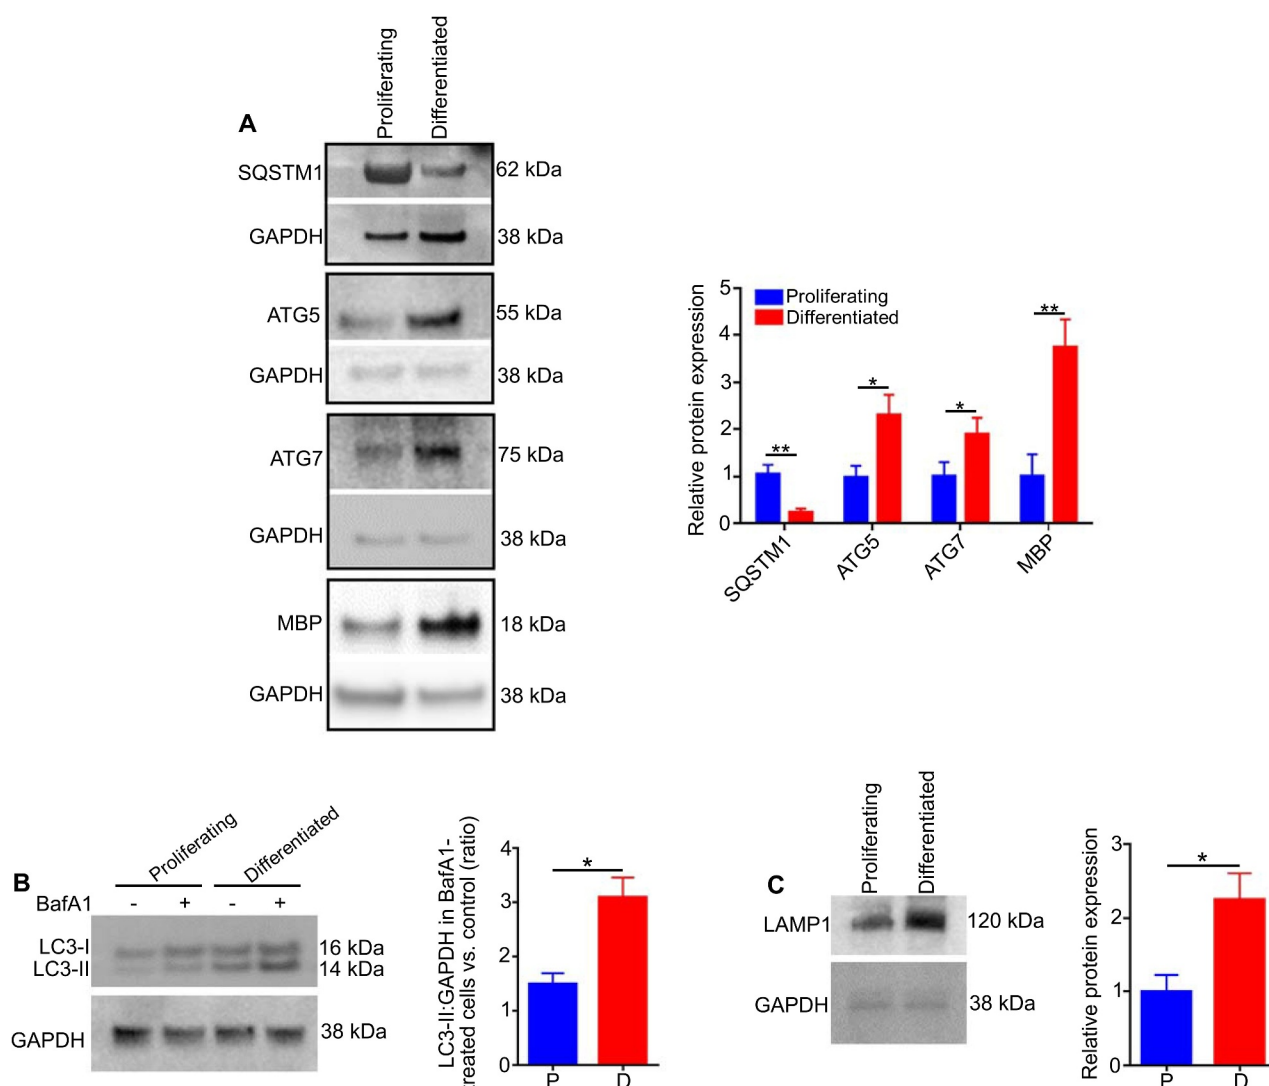 A
Proliferating
Differentiated
SQSTM1
62 kDa
GAPDH
38 kDa
ATG5
55 kDa
GAPDH
38 kDa
ATG7
75 kDa
GAPDH
38 kDa
MBP
18 kDa
GAPDH
38 kDa
Relative protein expression
5
4
3
2
1
0
Proliferating
Differentiated
**
*
*
**
SQSTM1
ATG5
ATG7
MBP
B
Proliferating
Differentiated
BafA1
- + - +
LC3-I
16 kDa
LC3-II
14 kDa
GAPDH
38 kDa
LC3-II:GAPDH in BafA1-
treated cells vs. control (ratio)
4
3
2
1
0
*
P
D
C
Proliferating
Differentiated
LAMP1
120 kDa
GAPDH
38 kDa
Relative protein expression
3
2
1
0
*
P
D